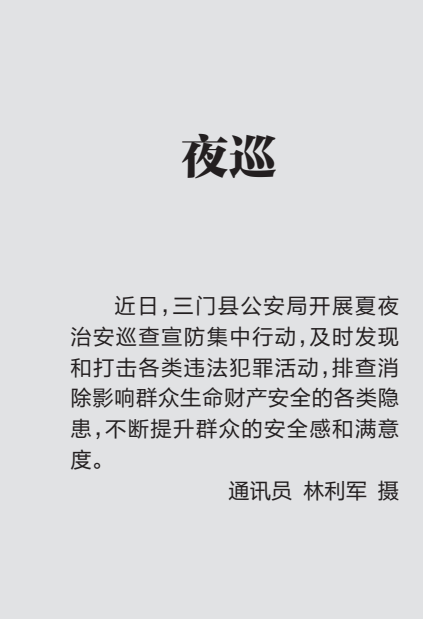 夜巡
近日，三门县公安局开展夏夜
治安巡查宣防集中行动，及时发现
和打击各类违法犯罪活动，排查消
除影响群众生命财产安全的各类隐
患，不断提升群众的安全感和满意
度。
通讯员 林利军 摄